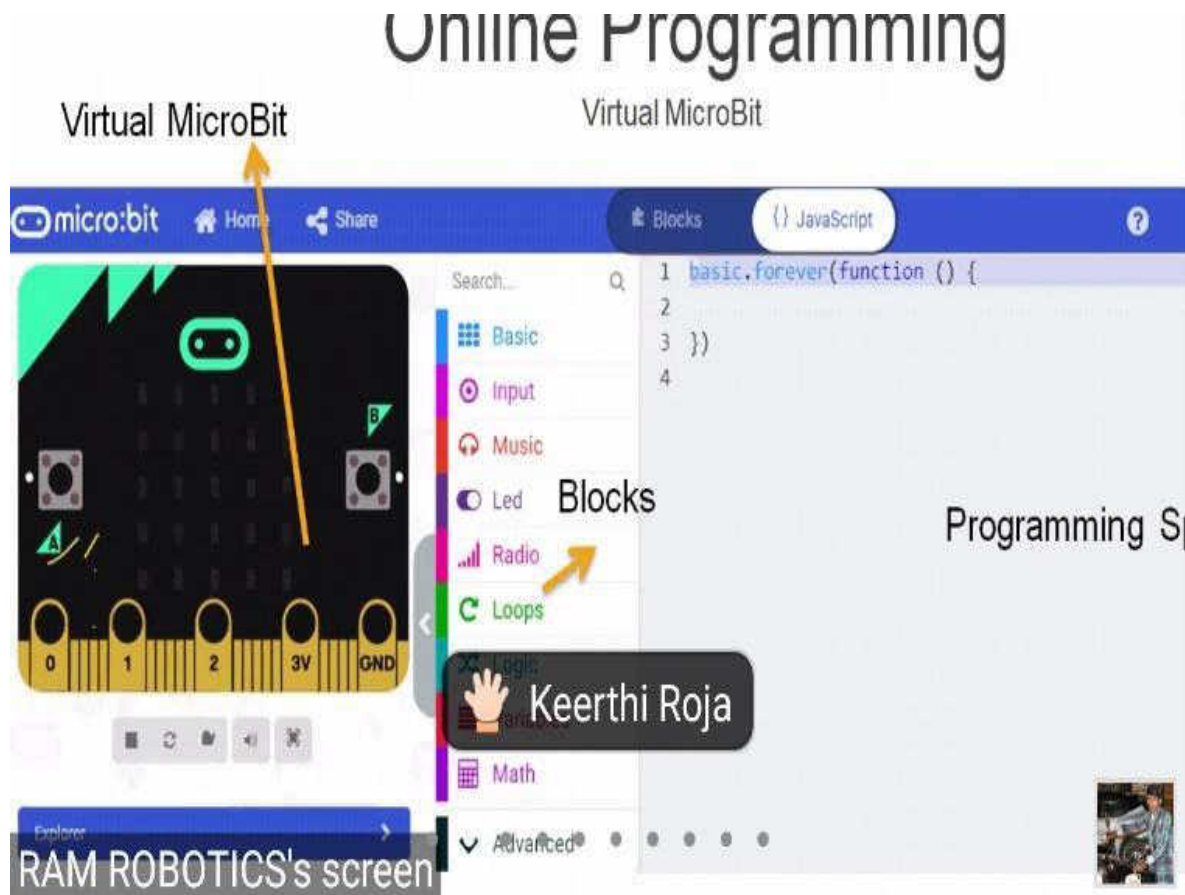 Online Programming
Virtual MicroBit
Virtual MicroBit
micro:bit Home Share Blocks {} JavaScript ?
Search...
Basic
Input
Music
Led
Radio
Loops
Logic
Variables
Math
Advanced
1 basic.forever(function () {
2
3 })
4
Blocks
Programming Sp
B
A
0 1 2 3V GND
Keerthi Roja
Explorer
RAM ROBOTICS's screen